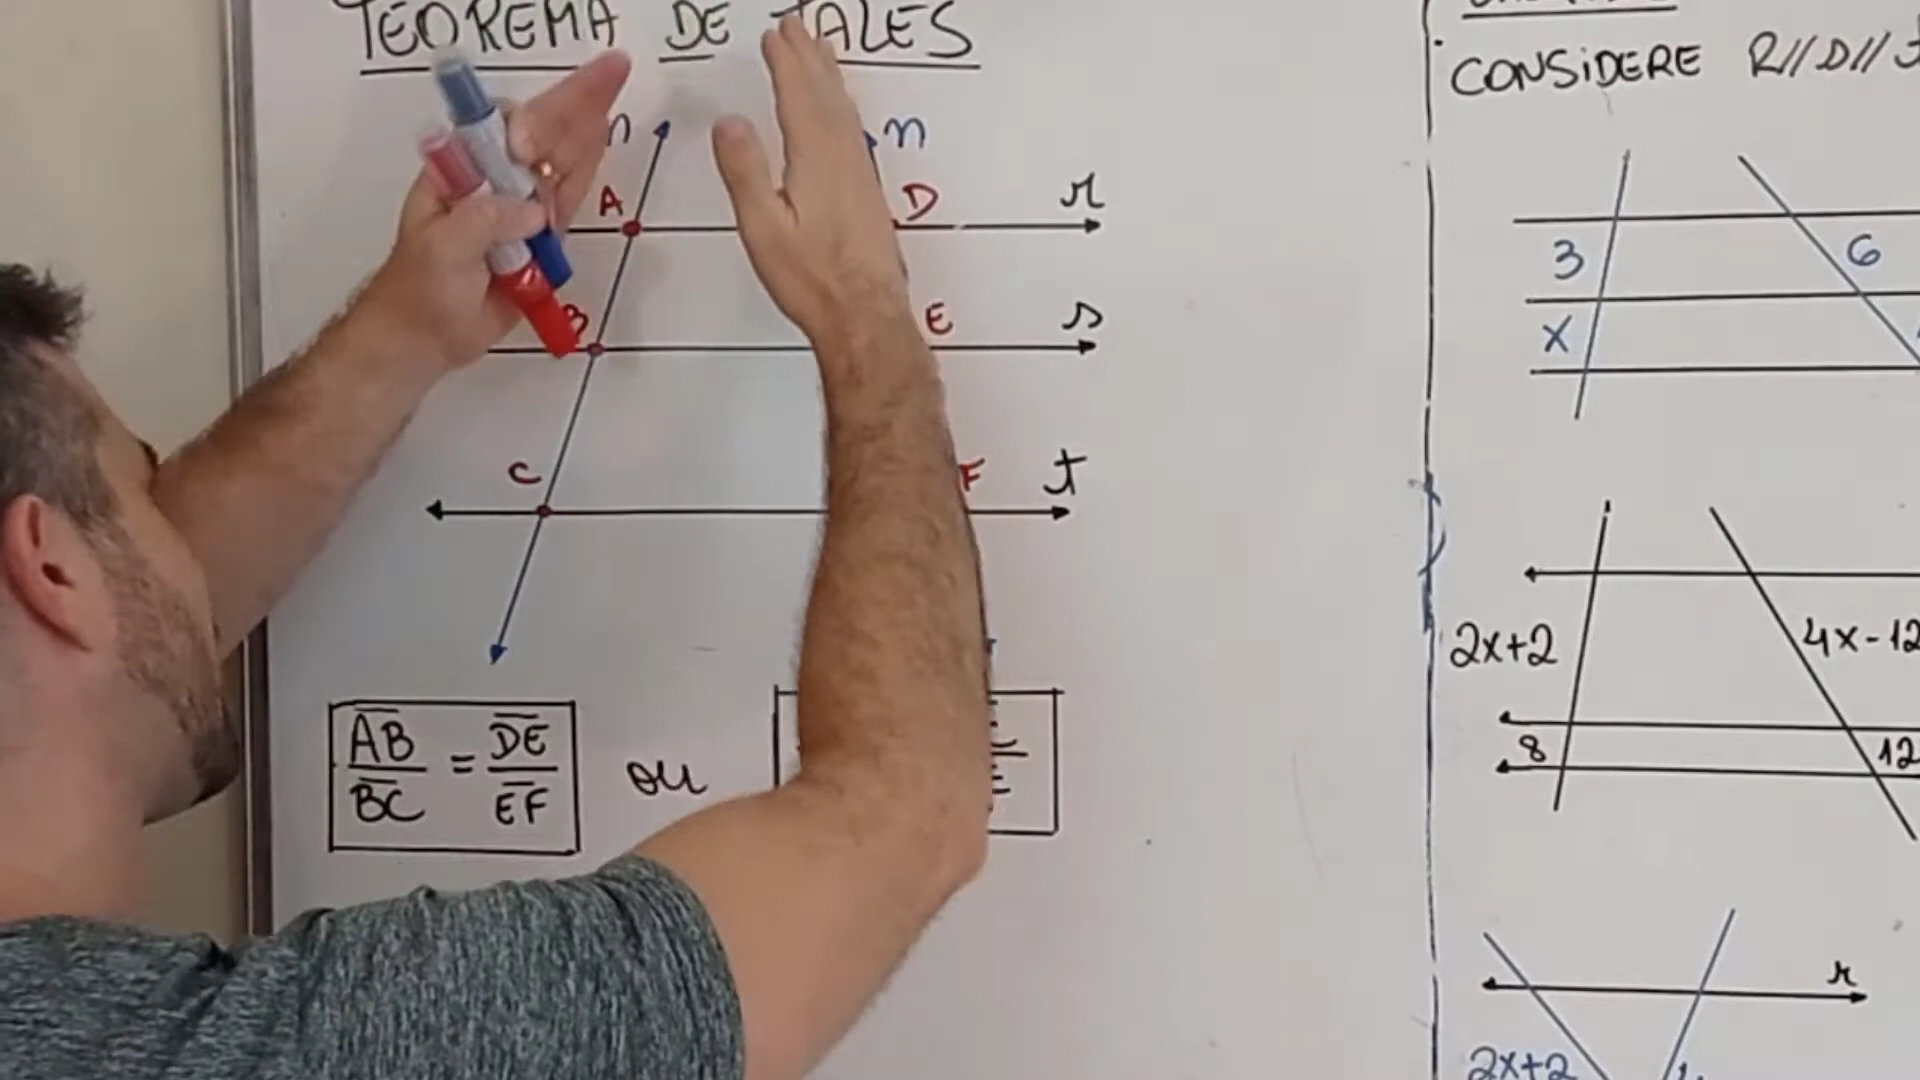 TEOREMA DE TALES
n
A
D
r
B
E
s
C
F
t
AB
BC
=
DE
EF
ou
CONSIDERE R//D//
3
6
x
2x+2
4x-12
8
12
r
2x+2